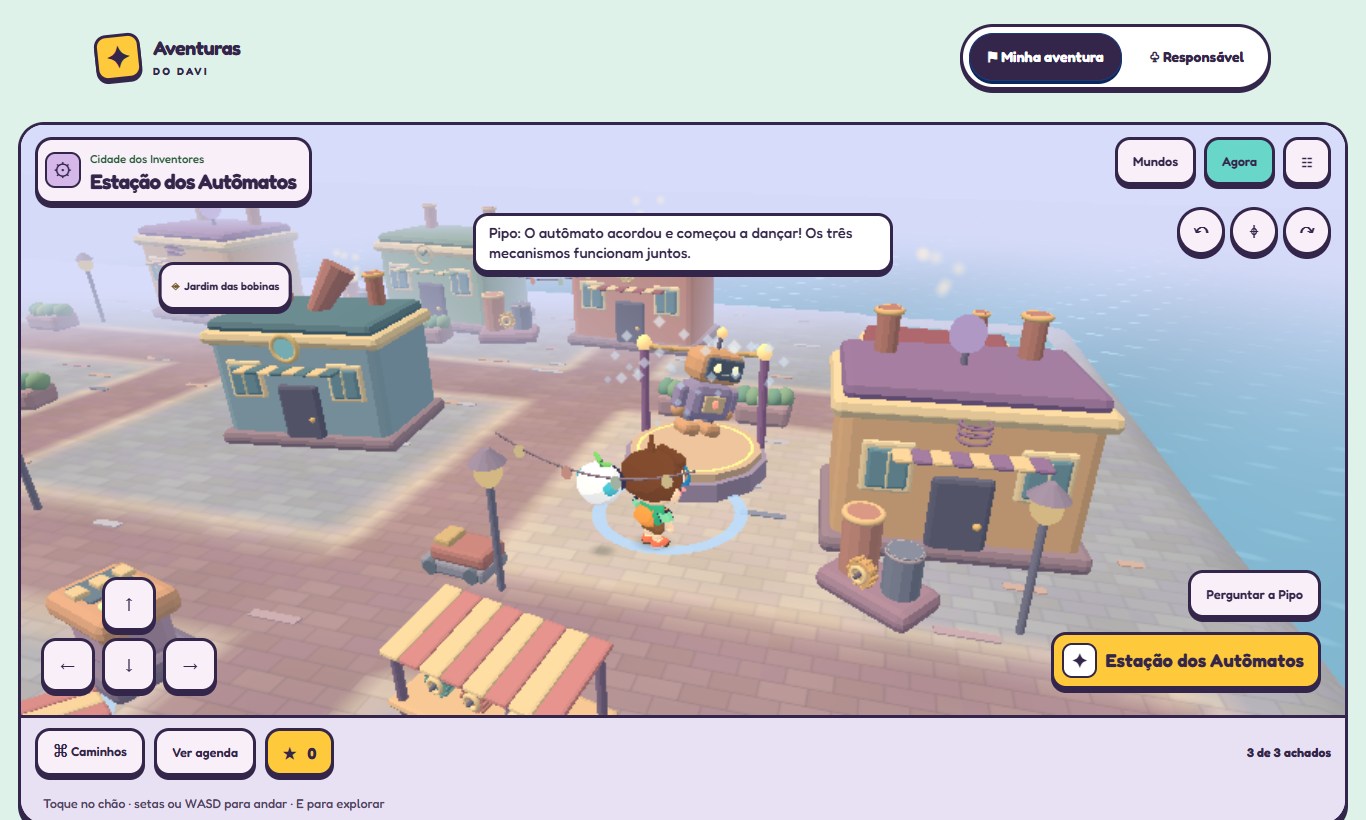 Aventuras
DO DAVI
Minha aventura
Responsável
Cidade dos Inventores
Estação dos Autômatos
Mundos
Agora
Pipo: O autômato acordou e começou a dançar! Os três
mecanismos funcionam juntos.
Jardim das bobinas
Perguntar a Pipo
Estação dos Autômatos
Caminhos
Ver agenda
★ 0
3 de 3 achados
Toque no chão · setas ou WASD para andar · E para explorar